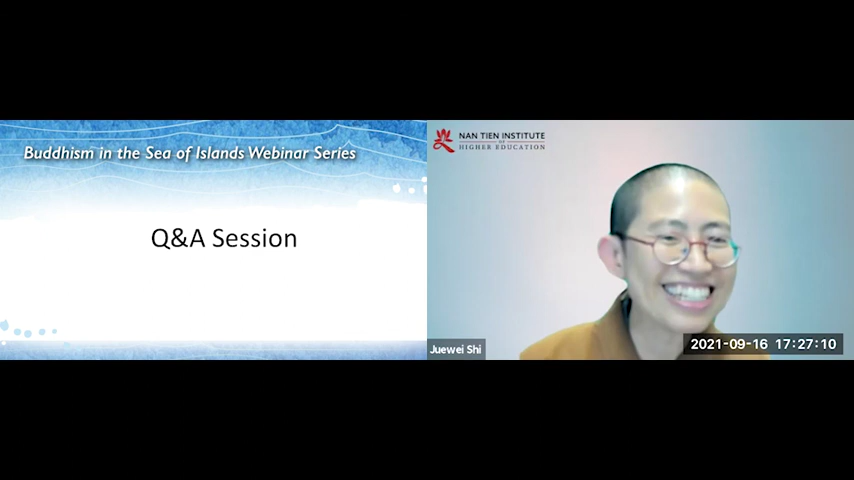 Buddhism in the Sea of Islands Webinar Series
Q&A Session
NAN TIEN INSTITUTE
OF
HIGHER EDUCATION
Juewei Shi
2021-09-16 17:27:10